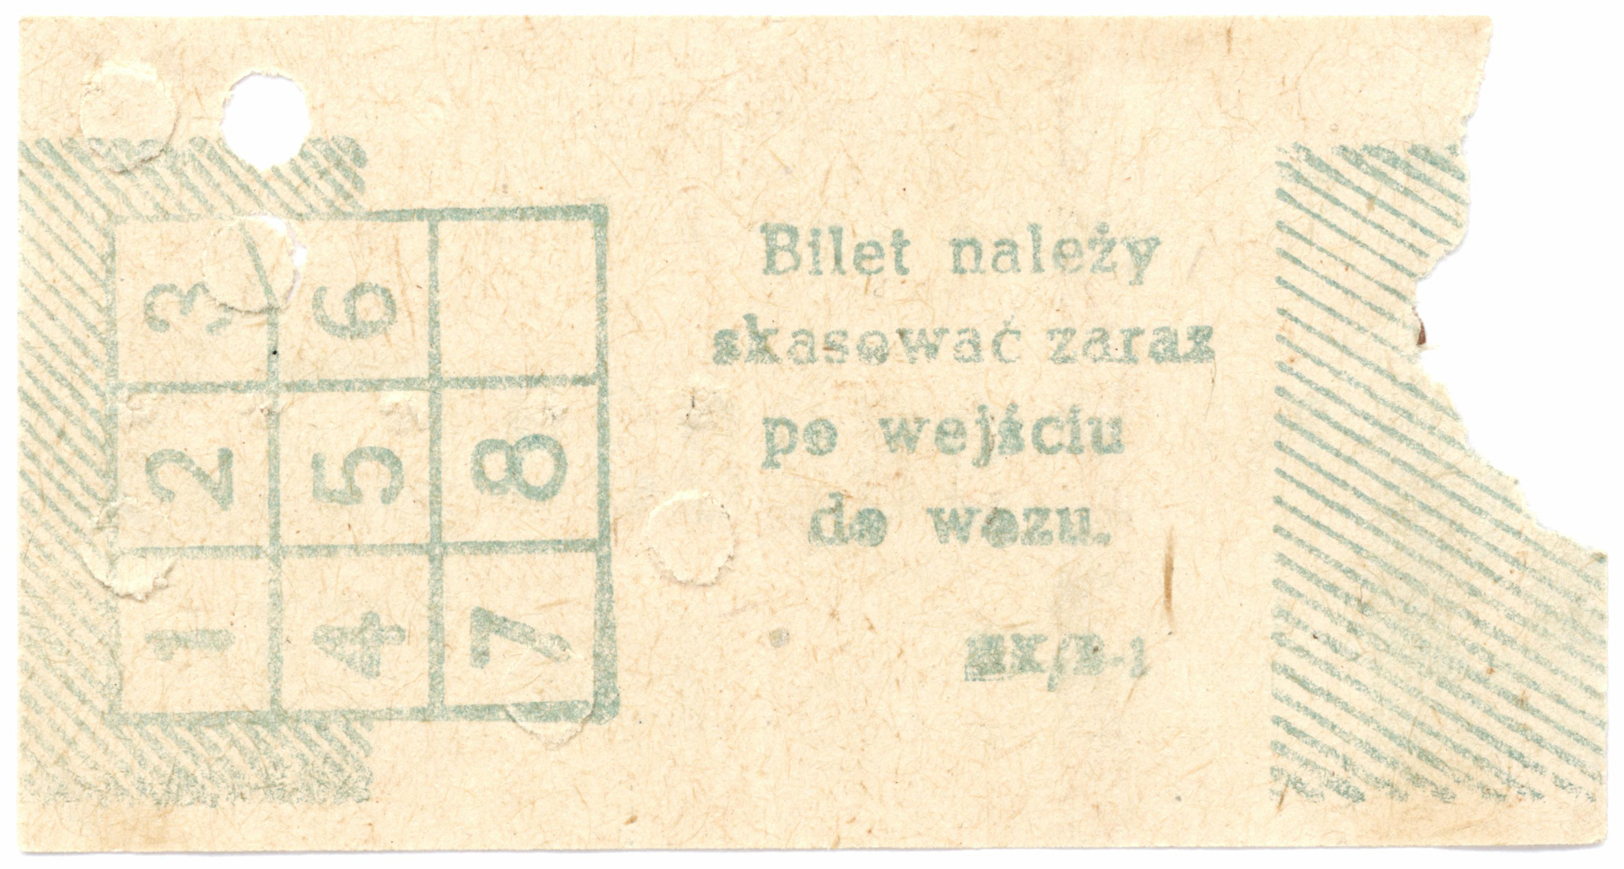 3 6
2 5 8
1 4 7
Bilet należy
skasować zaraz
po wejściu
do wozu.